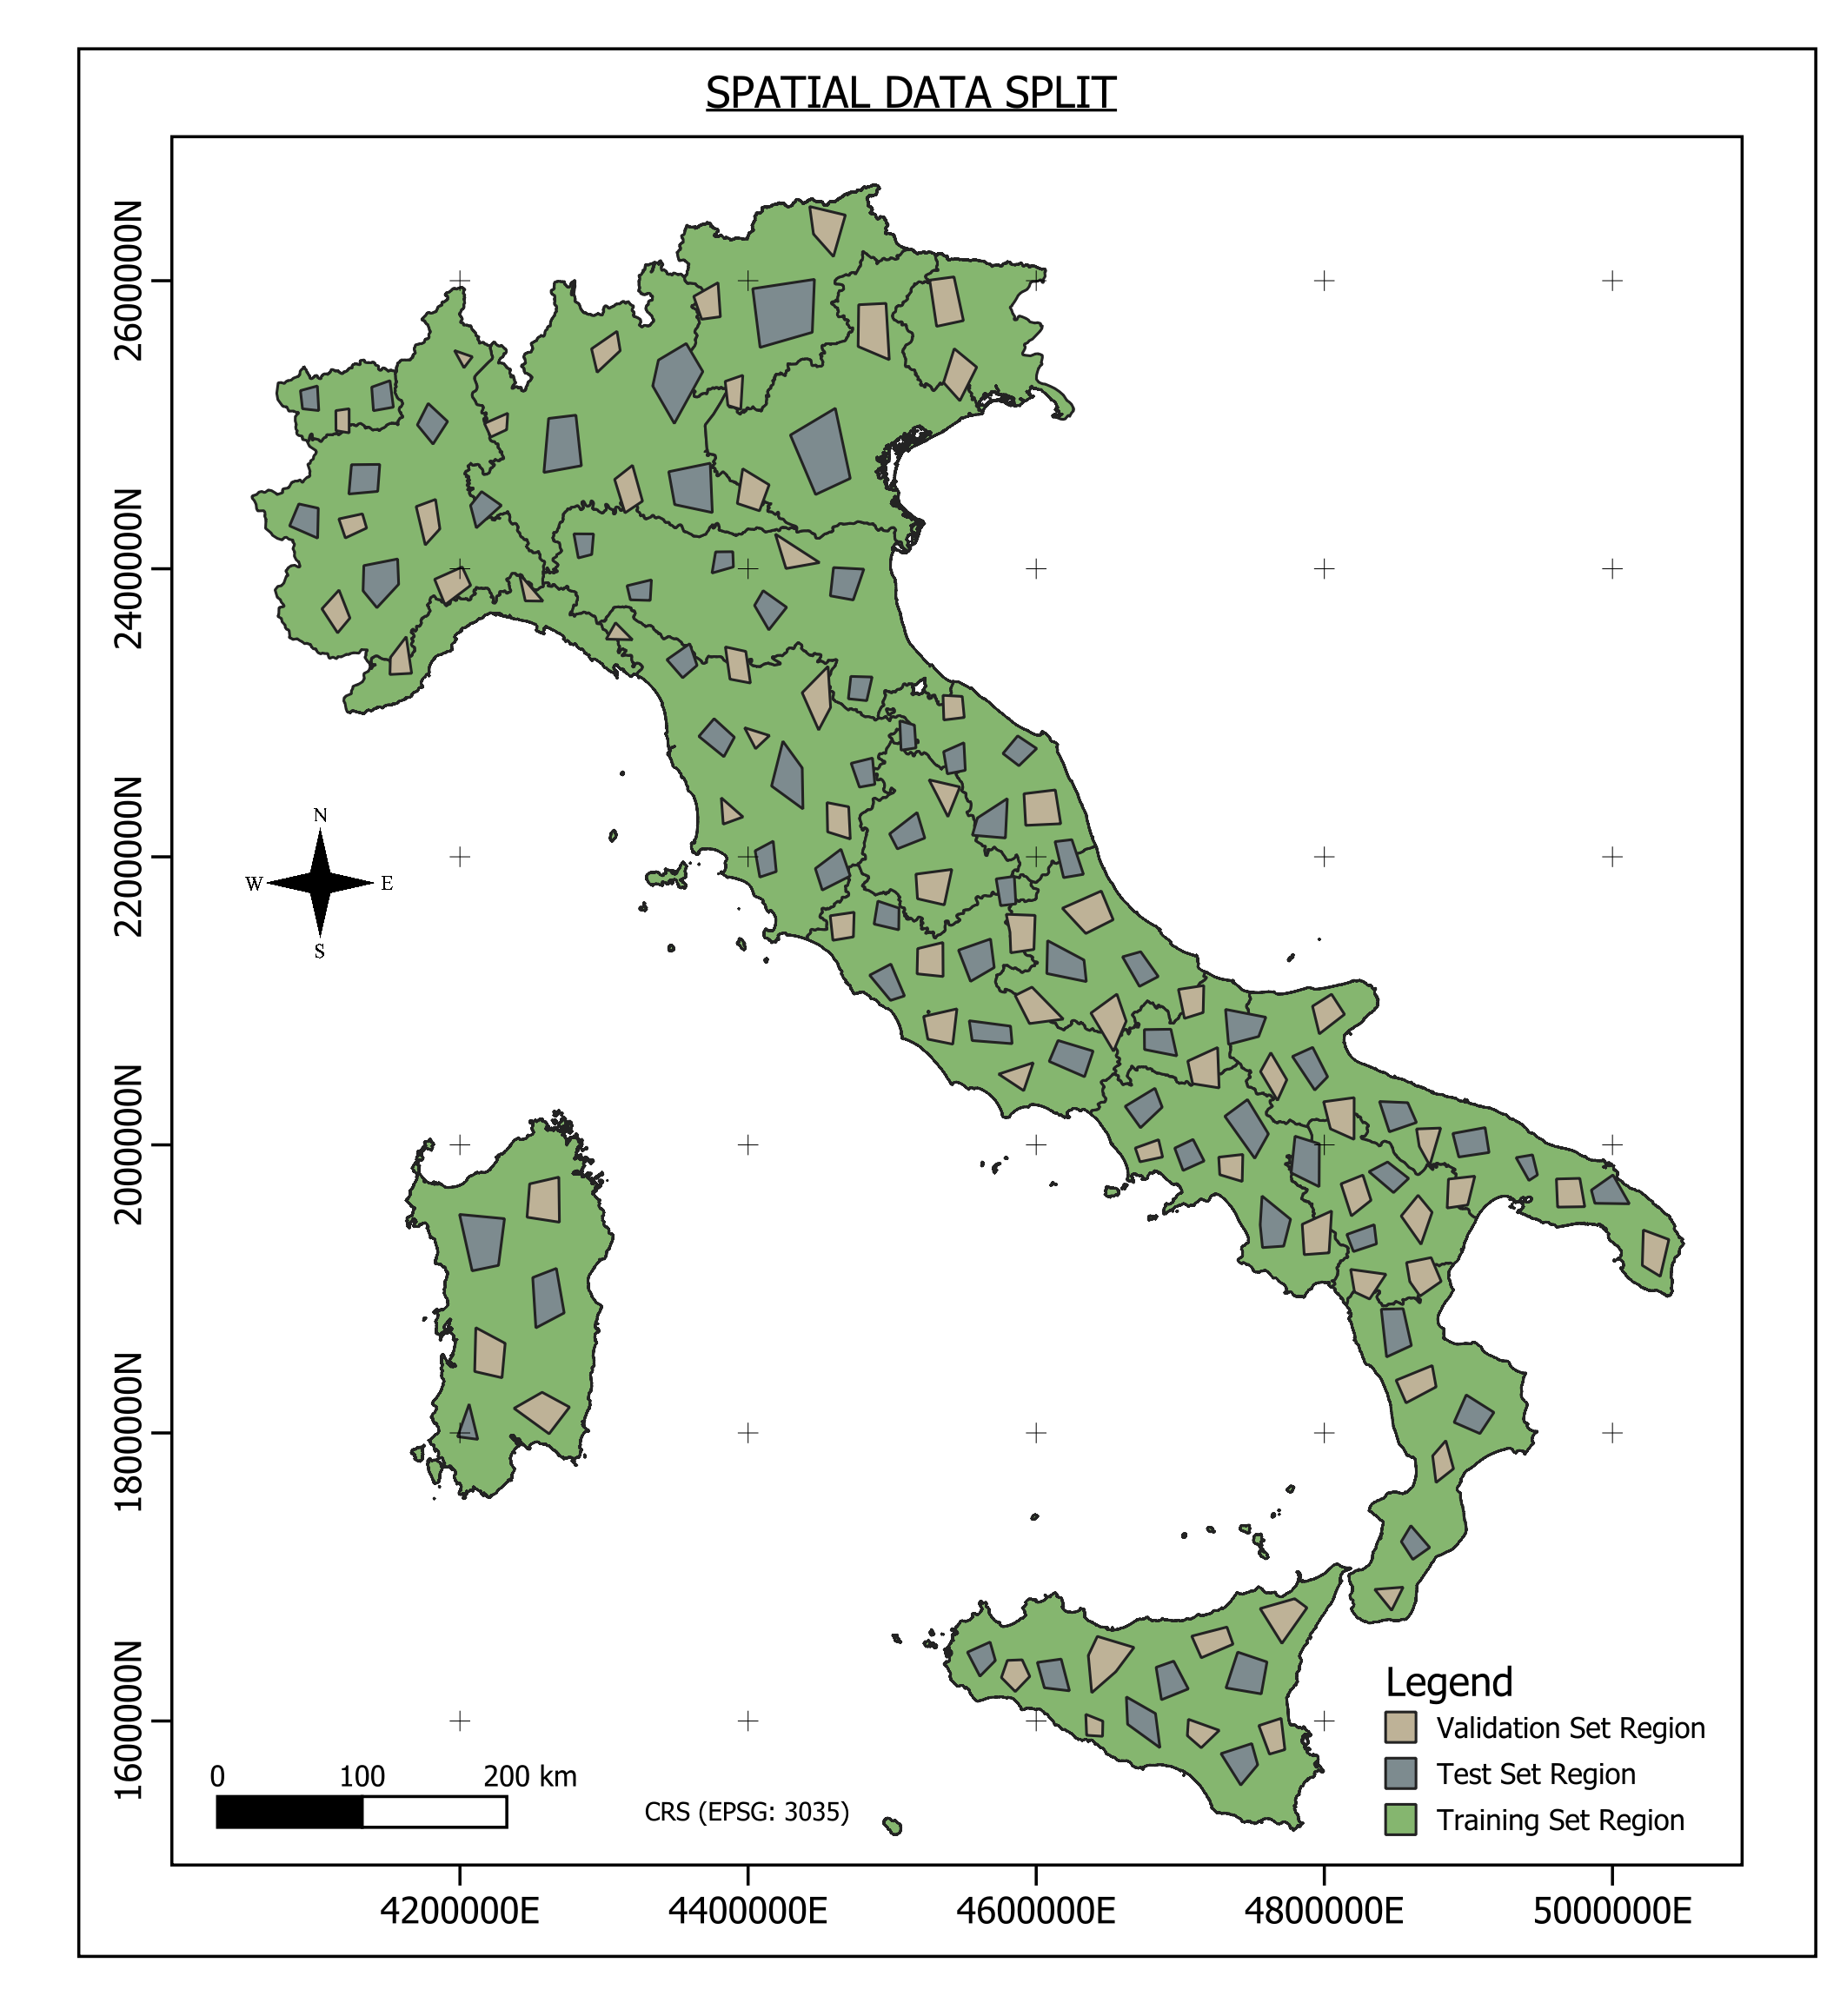 SPATIAL DATA SPLIT
2600000N
2400000N
2200000N
2000000N
1800000N
1600000N
N
W
E
S
Legend
Validation Set Region
Test Set Region
Training Set Region
0 100 200 km
CRS (EPSG: 3035)
4200000E 4400000E 4600000E 4800000E 5000000E